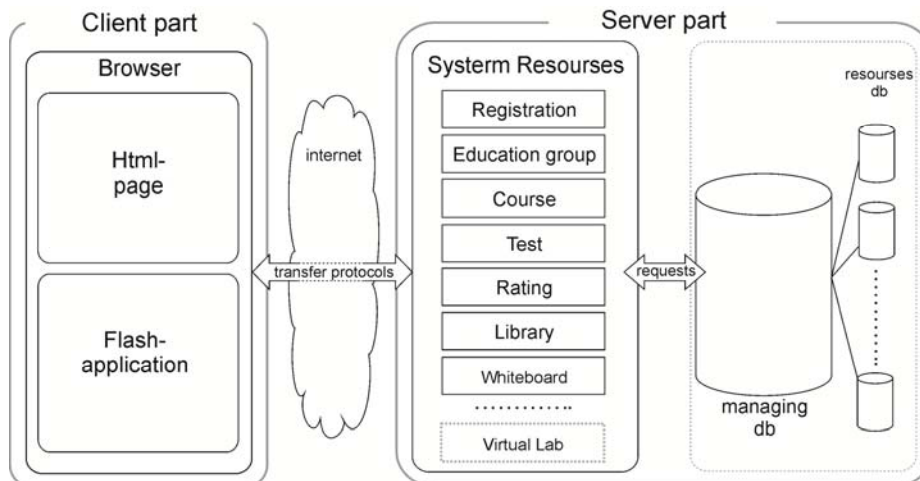 Client part
Browser
Html-
page
Flash-
application
internet
transfer protocols
Server part
Systerm Resourses
Registration
Education group
Course
Test
Rating
Library
Whiteboard
Virtual Lab
requests
managing
db
resourses
db